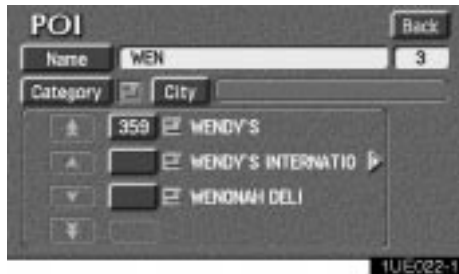 POI Back
Name WEN 3
Category City
359 WENDY'S
WENDY'S INTERNATIO
WENONAH DELI
1UE022-1